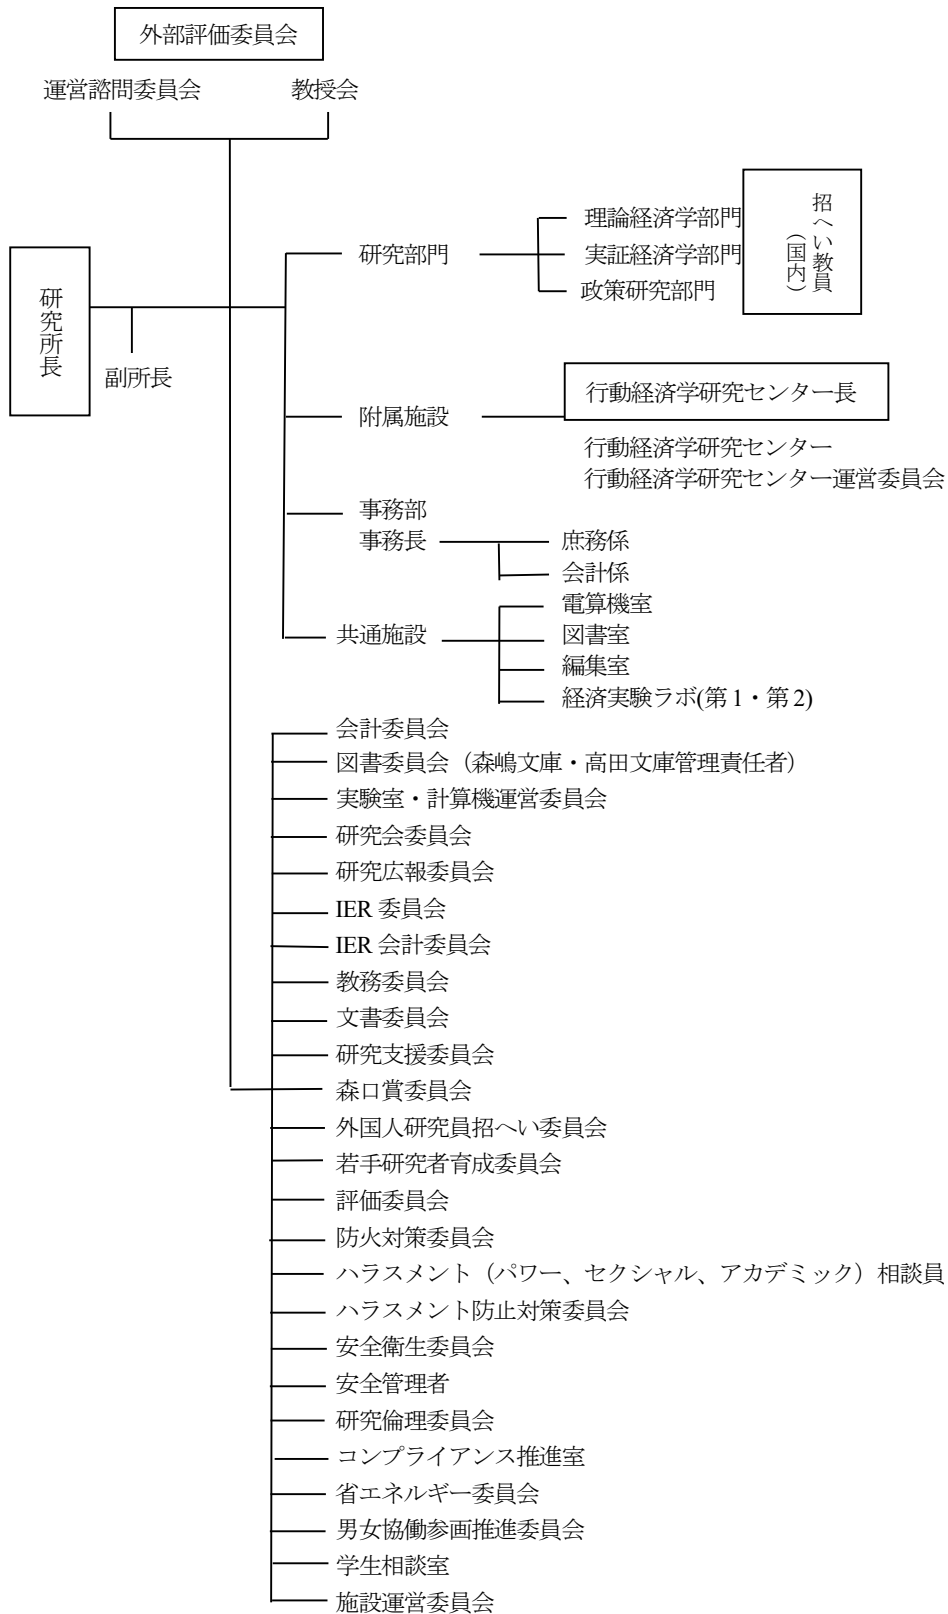 外部評価委員会
運営諮問委員会
教授会
研究所長
副所長
研究部門
理論経済学部門
実証経済学部門
政策研究部門
招へい教員
（国内）
附属施設
行動経済学研究センター長
行動経済学研究センター
行動経済学研究センター運営委員会
事務部
事務長
庶務係
会計係
共通施設
電算機室
図書室
編集室
経済実験ラボ(第1・第2)
会計委員会
図書委員会（森嶋文庫・高田文庫管理責任者）
実験室・計算機運営委員会
研究会委員会
研究広報委員会
IER 委員会
IER 会計委員会
教務委員会
文書委員会
研究支援委員会
森口賞委員会
外国人研究員招へい委員会
若手研究者育成委員会
評価委員会
防火対策委員会
ハラスメント（パワー、セクシャル、アカデミック）相談員
ハラスメント防止対策委員会
安全衛生委員会
安全管理者
研究倫理委員会
コンプライアンス推進室
省エネルギー委員会
男女協働参画推進委員会
学生相談室
施設運営委員会